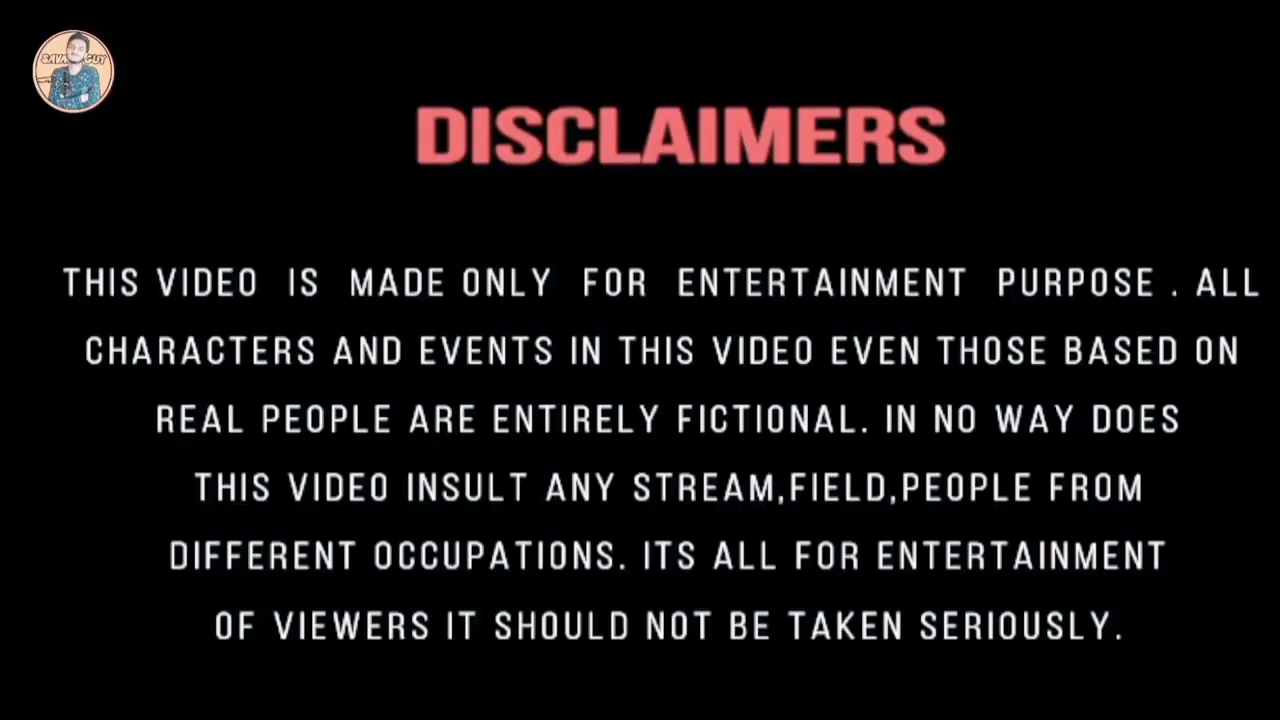 DISCLAIMERS
THIS VIDEO IS MADE ONLY FOR ENTERTAINMENT PURPOSE . ALL
CHARACTERS AND EVENTS IN THIS VIDEO EVEN THOSE BASED ON
REAL PEOPLE ARE ENTIRELY FICTIONAL. IN NO WAY DOES
THIS VIDEO INSULT ANY STREAM,FIELD,PEOPLE FROM
DIFFERENT OCCUPATIONS. ITS ALL FOR ENTERTAINMENT
OF VIEWERS IT SHOULD NOT BE TAKEN SERIOUSLY.